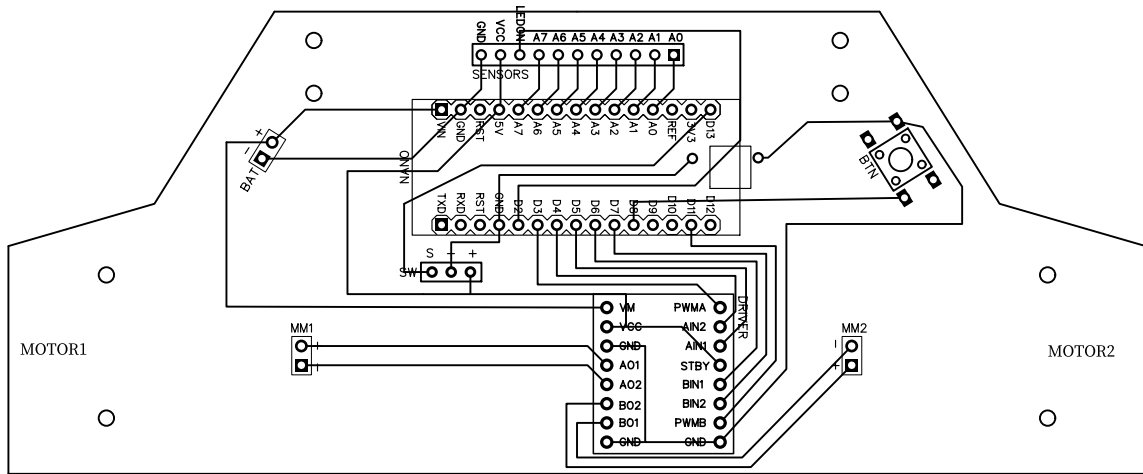 GND VCC LEDON A7 A6 A5 A4 A3 A2 A1 A0
SENSORS
VIN GND RST 5V A7 A6 A5 A4 A3 A2 A1 A0 REF 3V3 D13
NANO
+ -
BAT
BTN
TXD RXD RST GND D2 D3 D4 D5 D6 D7 D8 D9 D10 D11 D12
S - +
SW
DRIVER
VM PWMA
VCC AIN2
GND AIN1
AO1 STBY
AO2 BIN1
BO2 BIN2
BO1 PWMB
GND GND
MM1
+
-
MM2
-
+
MOTOR1
MOTOR2